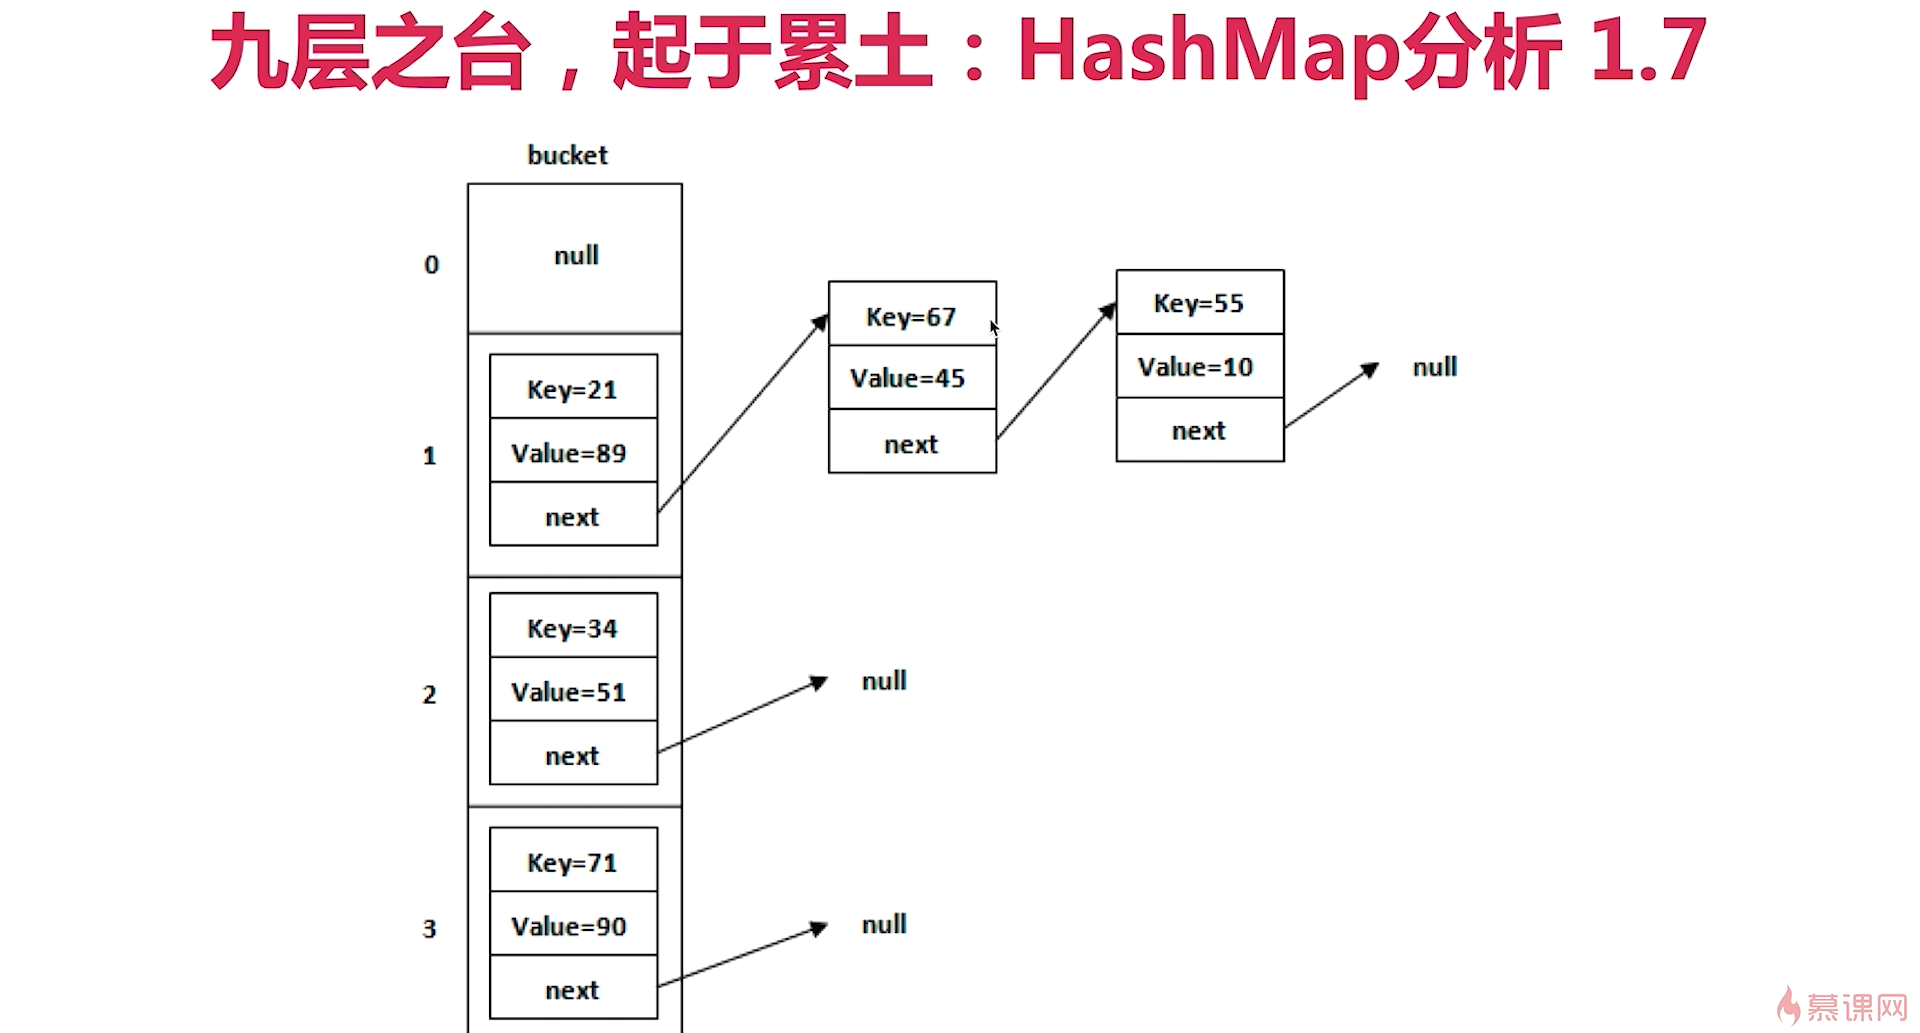 九层之台，起于累土：HashMap分析 1.7
bucket
0
null
1
Key=21
Value=89
next
Key=67
Value=45
next
Key=55
Value=10
next
null
2
Key=34
Value=51
next
null
3
Key=71
Value=90
next
null
慕课网